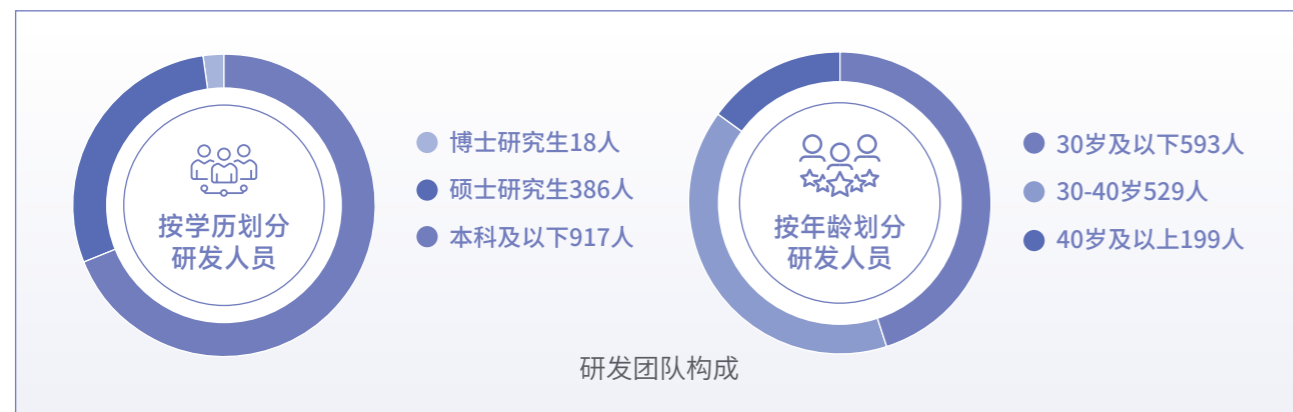 按学历划分
研发人员
博士研究生18人
硕士研究生386人
本科及以下917人
按年龄划分
研发人员
30岁及以下593人
30-40岁529人
40岁及以上199人
研发团队构成